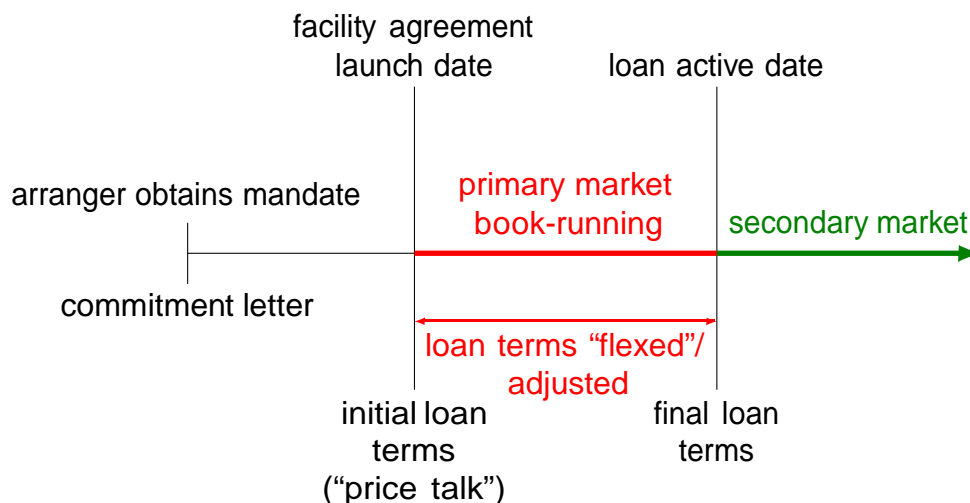 facility agreement
launch date
loan active date
arranger obtains mandate
primary market
book-running
secondary market
commitment letter
loan terms “flexed”/
adjusted
initial loan
terms
(“price talk”)
final loan
terms